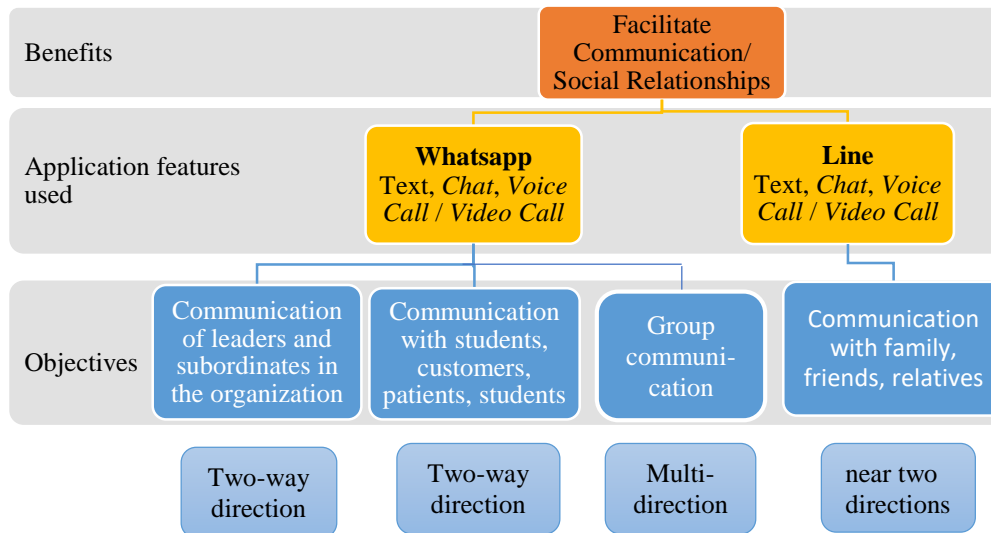 Benefits
Facilitate
Communication/
Social Relationships
Application features
used
Whatsapp
Text, Chat, Voice
Call / Video Call
Line
Text, Chat, Voice
Call / Video Call
Objectives
Communication
of leaders and
subordinates in
the organization
Communication
with students,
customers,
patients, students
Group
communi-
cation
Communication
with family,
friends, relatives
Two-way
direction
Two-way
direction
Multi-
direction
near two
directions